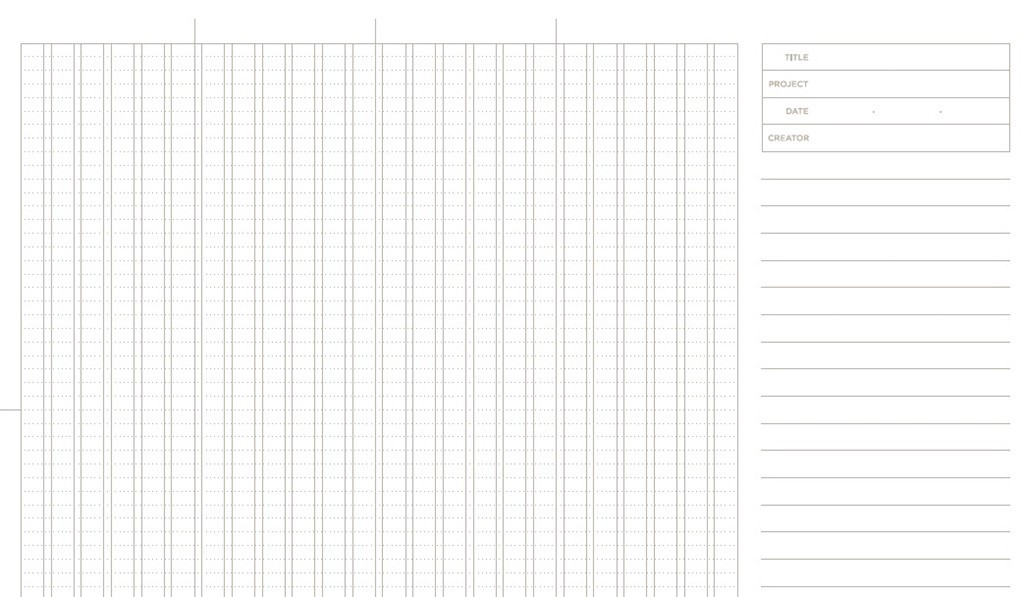 TITLE
PROJECT
DATE - -
CREATOR